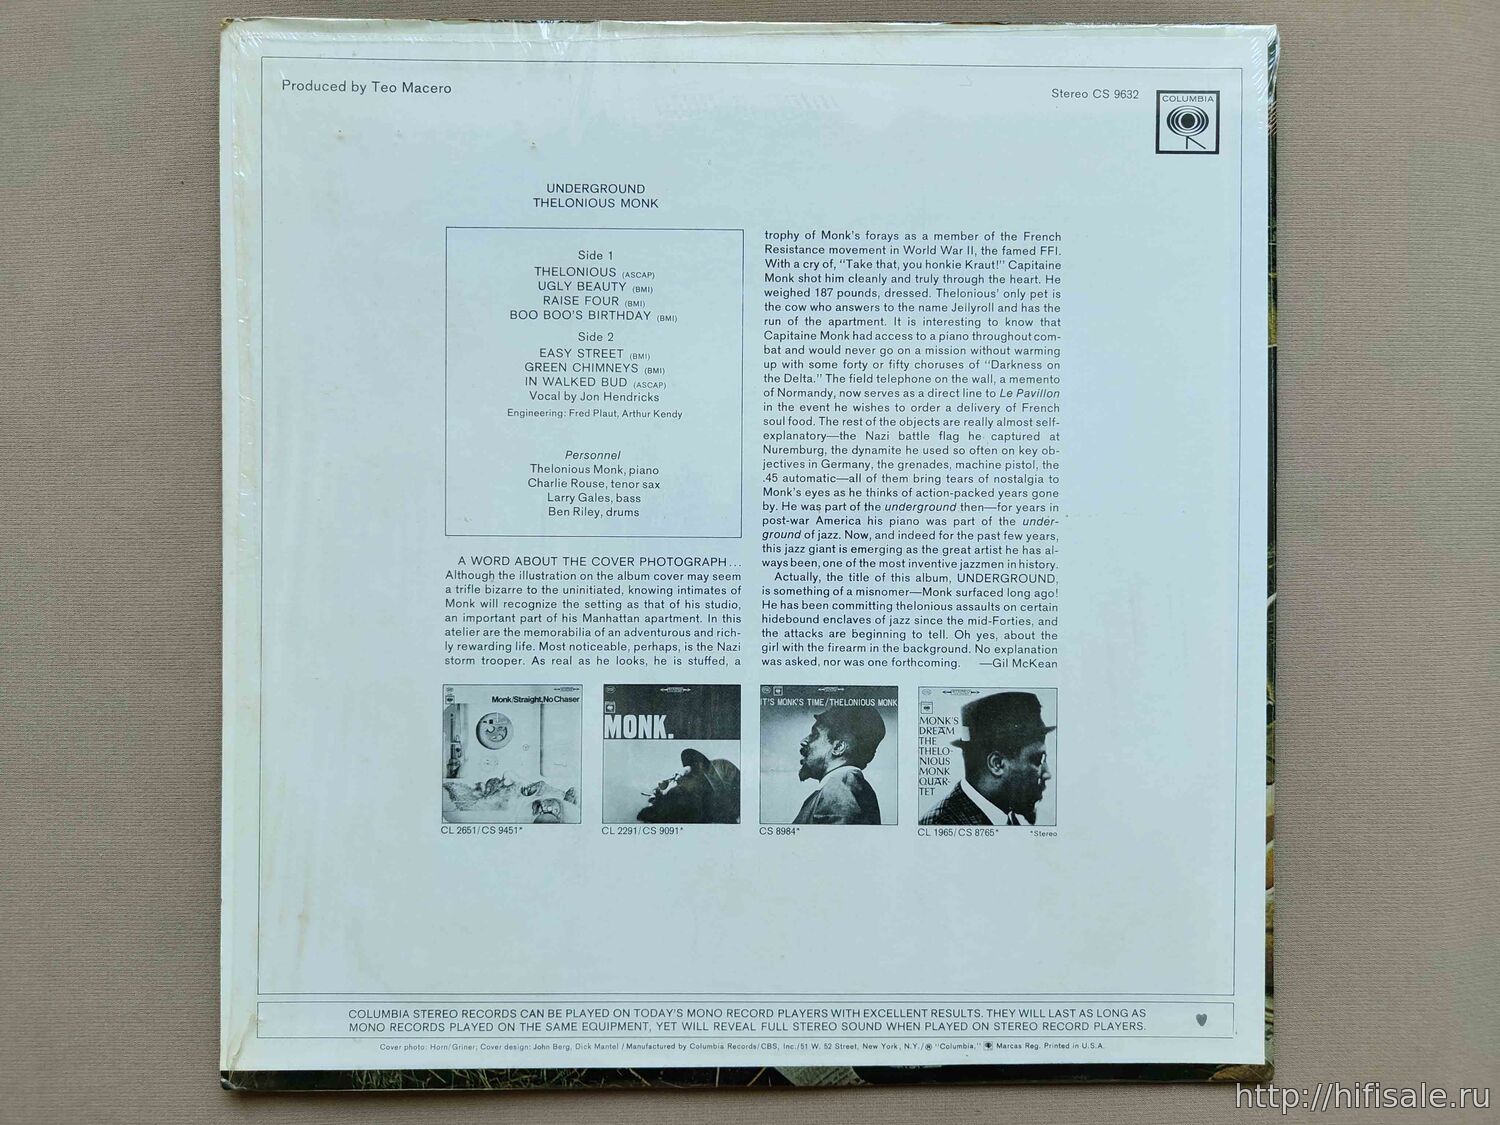 Produced by Teo Macero
Stereo CS 9632
COLUMBIA
UNDERGROUND
THELONIOUS MONK
Side 1
THELONIOUS (ASCAP)
UGLY BEAUTY (BMI)
RAISE FOUR (BMI)
BOO BOO'S BIRTHDAY (BMI)
Side 2
EASY STREET (BMI)
GREEN CHIMNEYS (BMI)
IN WALKED BUD (ASCAP)
Vocal by Jon Hendricks
Engineering: Fred Plaut, Arthur Kendy
Personnel
Thelonious Monk, piano
Charlie Rouse, tenor sax
Larry Gales, bass
Ben Riley, drums
A WORD ABOUT THE COVER PHOTOGRAPH...
Although the illustration on the album cover may seem
a trifle bizarre to the uninitiated, knowing intimates of
Monk will recognize the setting as that of his studio,
an important part of his Manhattan apartment. In this
atelier are the memorabilia of an adventurous and rich-
ly rewarding life. Most noticeable, perhaps, is the Nazi
storm trooper. As real as he looks, he is stuffed, a
trophy of Monk's forays as a member of the French
Resistance movement in World War II, the famed FFI.
With a cry of, "Take that, you honkie Kraut!" Capitaine
Monk shot him cleanly and truly through the heart. He
weighed 187 pounds, dressed. Thelonious' only pet is
the cow who answers to the name Jellyroll and has the
run of the apartment. It is interesting to know that
Capitaine Monk had access to a piano throughout com-
bat and would never go on a mission without warming
up with some forty or fifty choruses of "Darkness on
the Delta." The field telephone on the wall, a memento
of Normandy, now serves as a direct line to Le Pavillon
in the event he wishes to order a delivery of French
soul food. The rest of the objects are really almost self-
explanatory—the Nazi battle flag he captured at
Nuremburg, the dynamite he used so often on key ob-
jectives in Germany, the grenades, machine pistol, the
.45 automatic—all of them bring tears of nostalgia to
Monk's eyes as he thinks of action-packed years gone
by. He was part of the underground then—for years in
post-war America his piano was part of the under-
ground of jazz. Now, and indeed for the past few years,
this jazz giant is emerging as the great artist he has al-
ways been, one of the most inventive jazzmen in history.
Actually, the title of this album, UNDERGROUND,
is something of a misnomer—Monk surfaced long ago!
He has been committing thelonious assaults on certain
hidebound enclaves of jazz since the mid-Forties, and
the attacks are beginning to tell. Oh yes, about the
girl with the firearm in the background. No explanation
was asked, nor was one forthcoming. —Gil McKean
Monk/Straight, No Chaser
MONK.
IT'S MONK'S TIME/THELONIOUS MONK
MONK'S
DREAM
THE
THELO-
NIOUS
MONK
QUAR-
TET
CL 2651/CS 9451*
CL 2291/CS 9091*
CS 8984*
CL 1965/CS 8765*
*Stereo
COLUMBIA STEREO RECORDS CAN BE PLAYED ON TODAY'S MONO RECORD PLAYERS WITH EXCELLENT RESULTS. THEY WILL LAST AS LONG AS
MONO RECORDS PLAYED ON THE SAME EQUIPMENT, YET WILL REVEAL FULL STEREO SOUND WHEN PLAYED ON STEREO RECORD PLAYERS.
Cover photo: Horn/Griner; Cover design: John Berg, Dick Mantel / Manufactured by Columbia Records/CBS, Inc./51 W. 52 Street, New York, N.Y./® "Columbia," Marcas Reg. Printed in U.S.A.
http://hifisale.ru